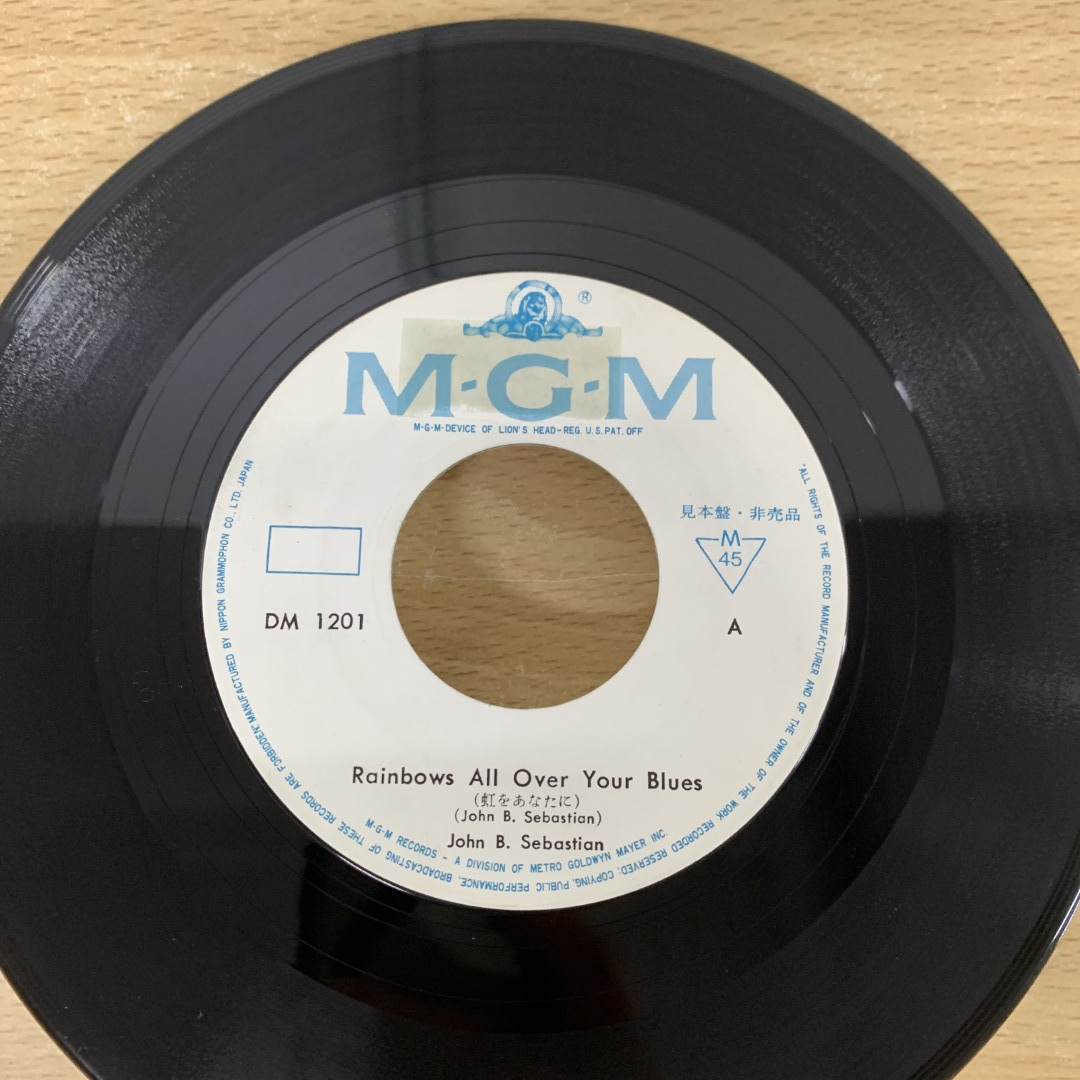 ®
M·G·M
M·G·M-DEVICE OF LION'S HEAD-REG. U.S. PAT. OFF
見本盤・非売品
M
45
DM 1201
A
Rainbows All Over Your Blues
(虹をあなたに)
(John B. Sebastian)
John B. Sebastian
M·G·M RECORDS - A DIVISION OF METRO GOLDWYN MAYER INC.
"ALL RIGHTS OF THE RECORD MANUFACTURER AND OF THE OWNER OF THE WORK RECORDED RESERVED: COPYING, PUBLIC PERFORMANCE, BROADCASTING OF THESE RECORDS ARE FORBIDDEN" MANUFACTURED BY NIPPON GRAMMOPHON CO., LTD. JAPAN